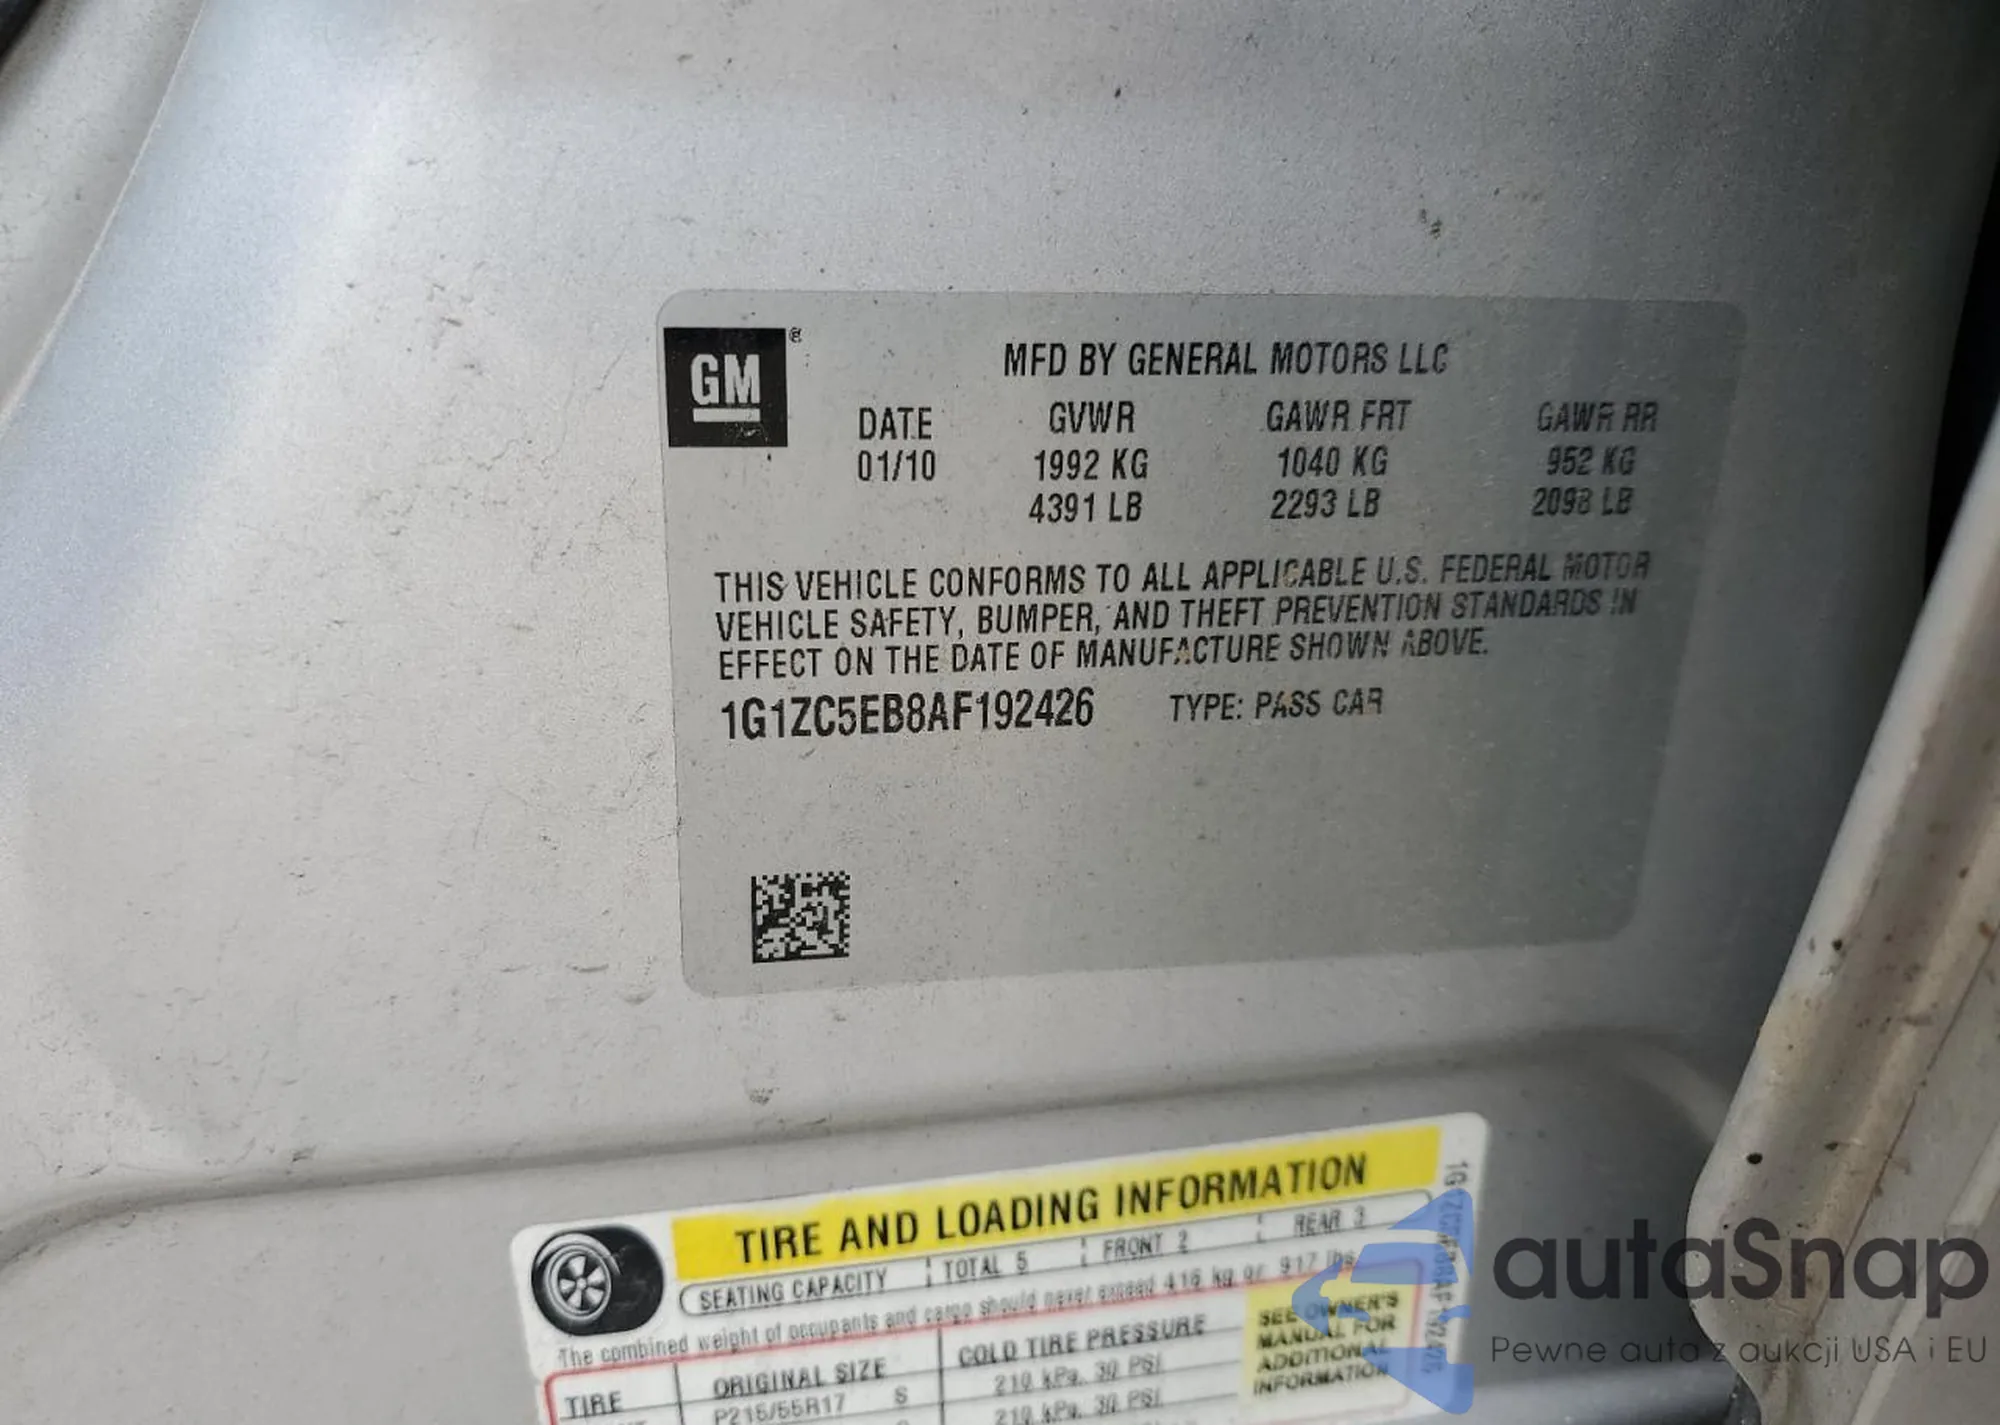 GM ®
MFD BY GENERAL MOTORS LLC
DATE GVWR GAWR FRT GAWR RR
01/10 1992 KG 1040 KG 952 KG
4391 LB 2293 LB 2098 LB
THIS VEHICLE CONFORMS TO ALL APPLICABLE U.S. FEDERAL MOTOR
VEHICLE SAFETY, BUMPER, AND THEFT PREVENTION STANDARDS IN
EFFECT ON THE DATE OF MANUFACTURE SHOWN ABOVE.
1G1ZC5EB8AF192426 TYPE: PASS CAR
TIRE AND LOADING INFORMATION
SEATING CAPACITY TOTAL 5 FRONT 2 REAR 3
The combined weight of occupants and cargo should never exceed 416 kg or 917 lbs.
TIRE ORIGINAL SIZE COLD TIRE PRESSURE
P215/55R17 S 210 kPa, 30 PSI
210 kPa, 30 PSI
SEE OWNER'S
MANUAL FOR
ADDITIONAL
INFORMATION
autaSnap
Pewne auta z aukcji USA i EU